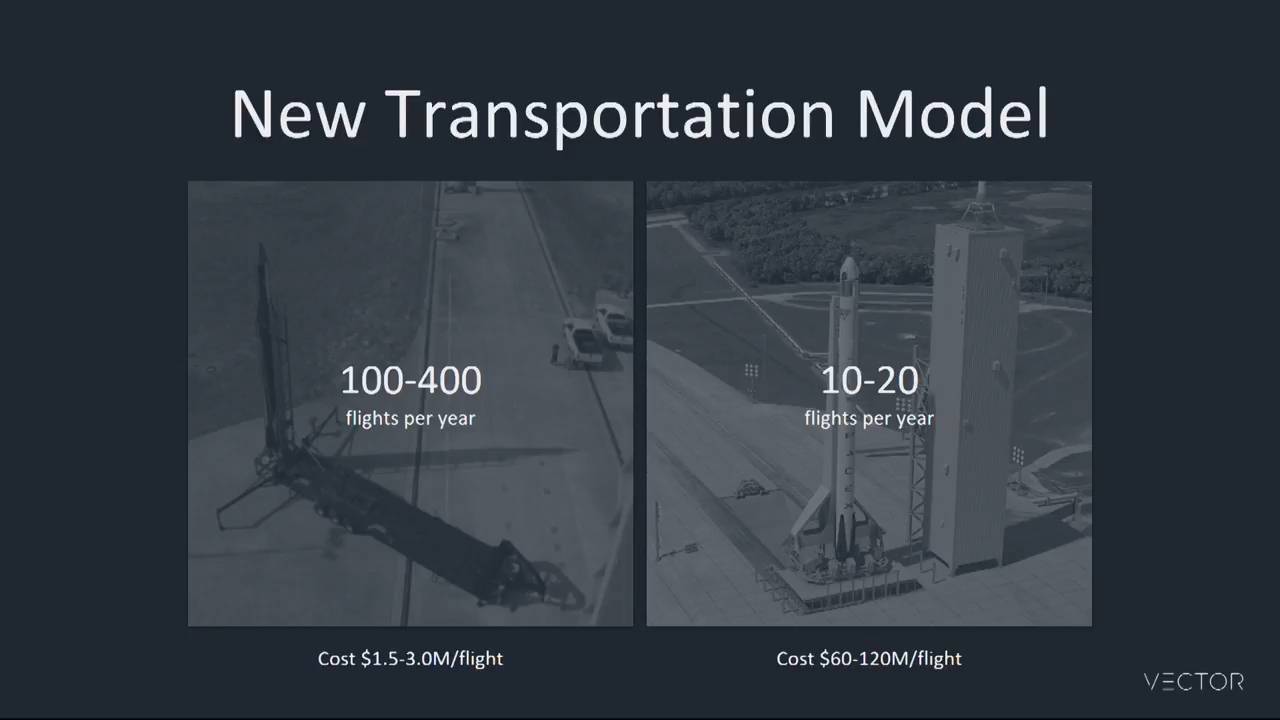 New Transportation Model
100-400
flights per year
10-20
flights per year
Cost $1.5-3.0M/flight
Cost $60-120M/flight
VECTOR